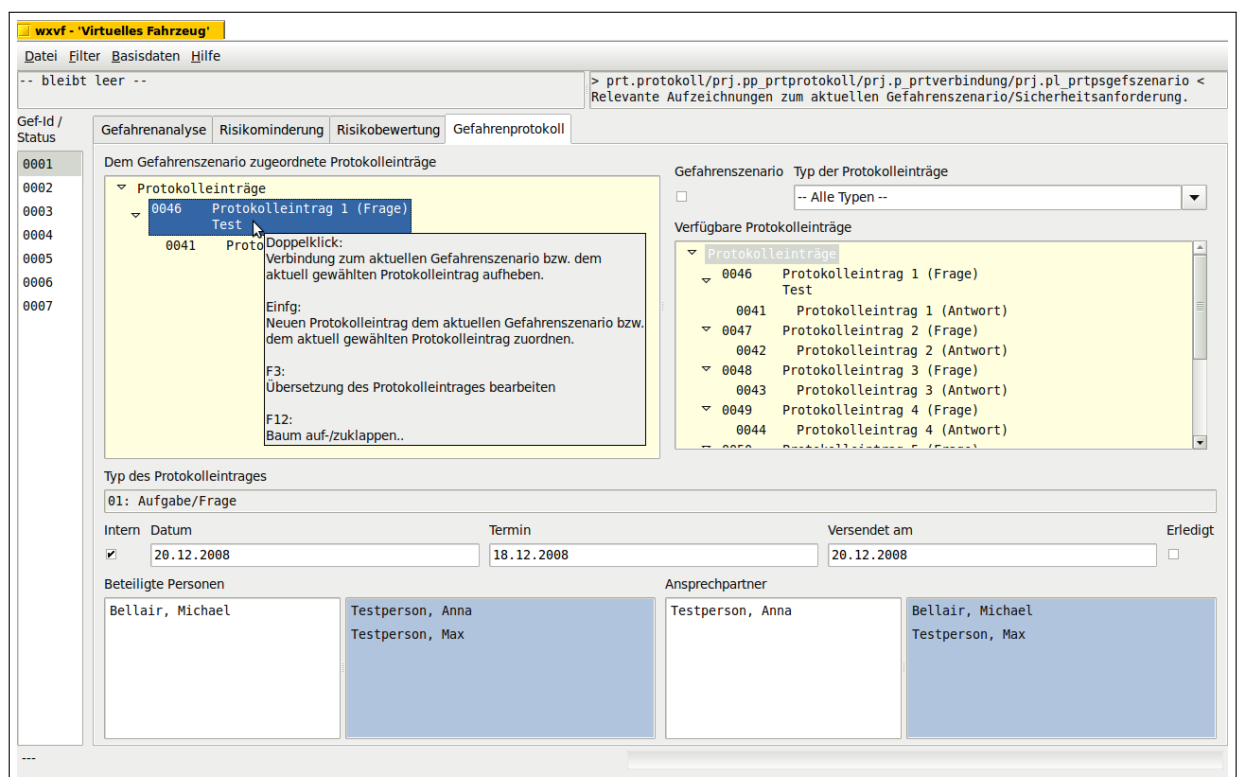 wxvf - 'Virtuelles Fahrzeug'
Datei Filter Basisdaten Hilfe
-- bleibt leer --
> prt.protokoll/prj.pp_prtprotokoll/prj.p_prtverbindung/prj.pl_prtpsgefszenario <
Relevante Aufzeichnungen zum aktuellen Gefahrenszenario/Sicherheitsanforderung.
Gef-Id /
Status
0001
0002
0003
0004
0005
0006
0007
Gefahrenanalyse Risikominderung Risikobewertung Gefahrenprotokoll
Dem Gefahrenszenario zugeordnete Protokolleinträge
Protokolleinträge
0046 Protokolleintrag 1 (Frage)
Test
0041 Proto
Doppelklick:
Verbindung zum aktuellen Gefahrenszenario bzw. dem
aktuell gewählten Protokolleintrag aufheben.
Einfg:
Neuen Protokolleintrag dem aktuellen Gefahrenszenario bzw.
dem aktuell gewählten Protokolleintrag zuordnen.
F3:
Übersetzung des Protokolleintrages bearbeiten
F12:
Baum auf-/zuklappen..
Gefahrenszenario Typ der Protokolleinträge
-- Alle Typen --
Verfügbare Protokolleinträge
Protokolleinträge
0046 Protokolleintrag 1 (Frage)
Test
0041 Protokolleintrag 1 (Antwort)
0047 Protokolleintrag 2 (Frage)
0042 Protokolleintrag 2 (Antwort)
0048 Protokolleintrag 3 (Frage)
0043 Protokolleintrag 3 (Antwort)
0049 Protokolleintrag 4 (Frage)
0044 Protokolleintrag 4 (Antwort)
0050 Protokolleintrag 5 (Frage)
Typ des Protokolleintrages
01: Aufgabe/Frage
Intern Datum Termin Versendet am Erledigt
20.12.2008 18.12.2008 20.12.2008
Beteiligte Personen
Bellair, Michael
Testperson, Anna
Testperson, Max
Ansprechpartner
Testperson, Anna
Bellair, Michael
Testperson, Max
---